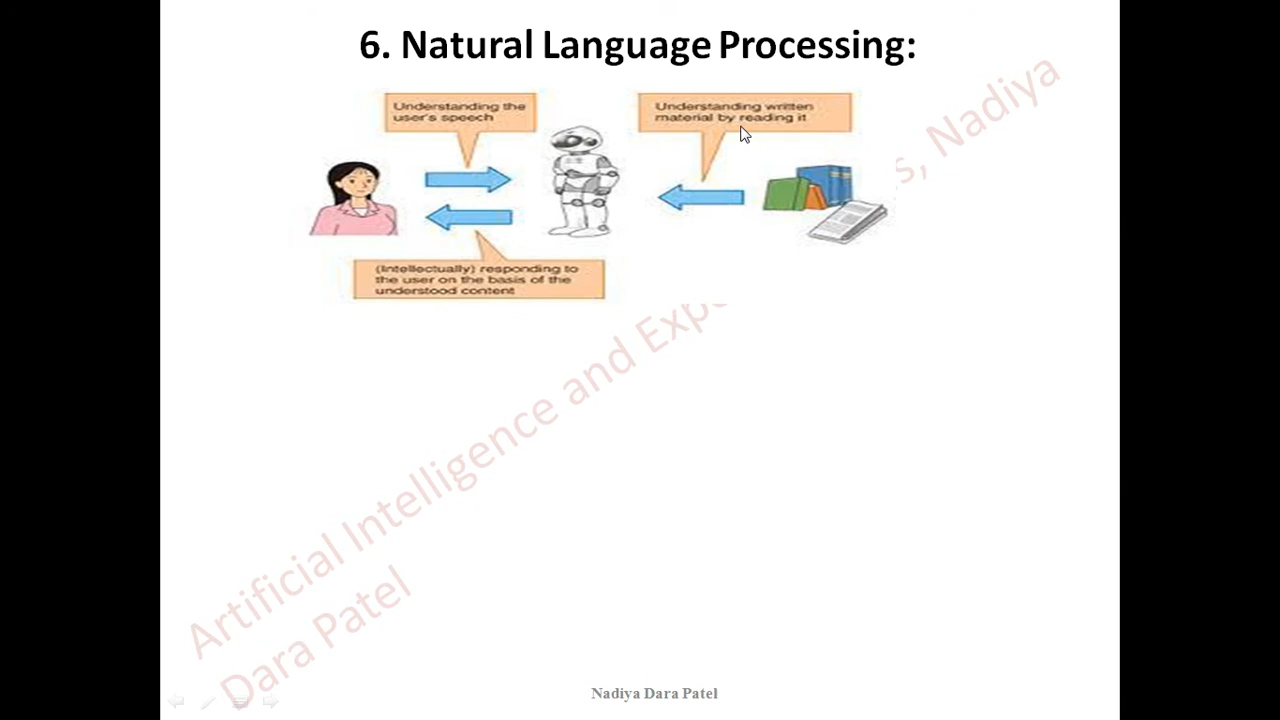 6. Natural Language Processing:
Understanding the
user's speech
Understanding written
material by reading it
(Intellectually) responding to
the user on the basis of the
understood content
Artificial Intelligence and Expe s, Nadiya
Dara Patel
Nadiya Dara Patel